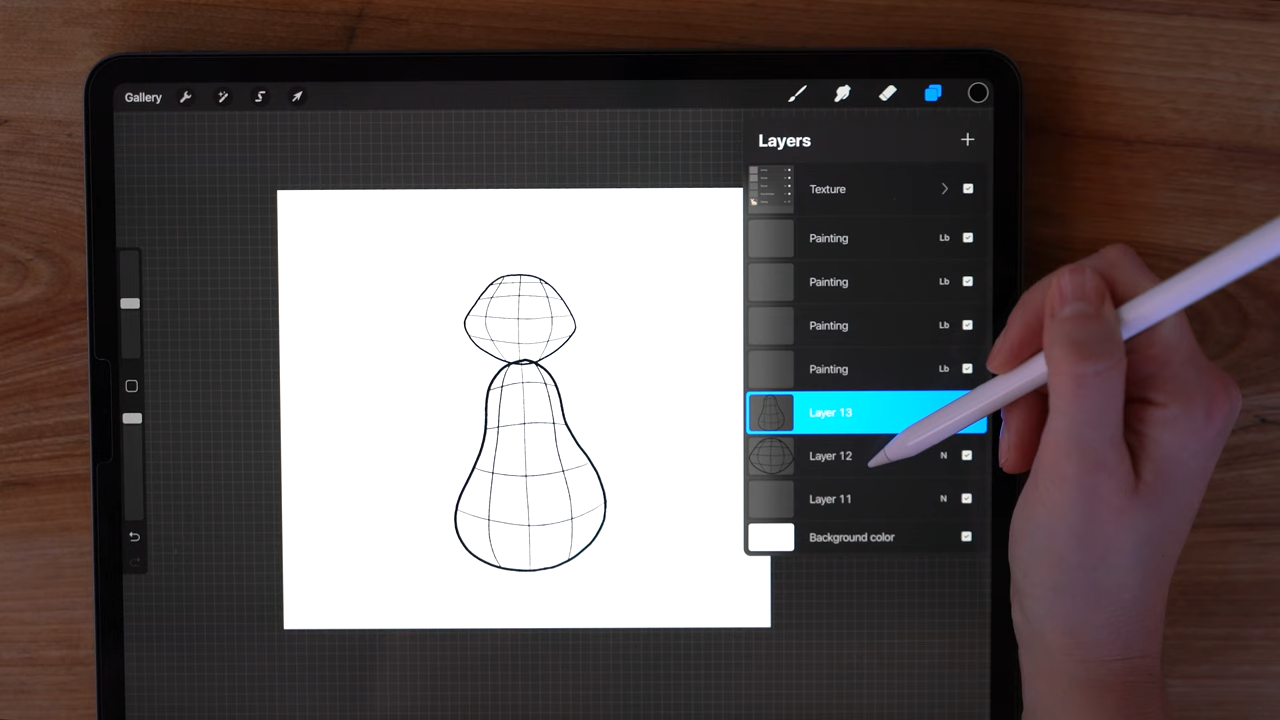 Gallery
Layers
Texture
Painting Lb
Painting Lb
Painting Lb
Painting Lb
Layer 13
Layer 12 N
Layer 11 N
Background color